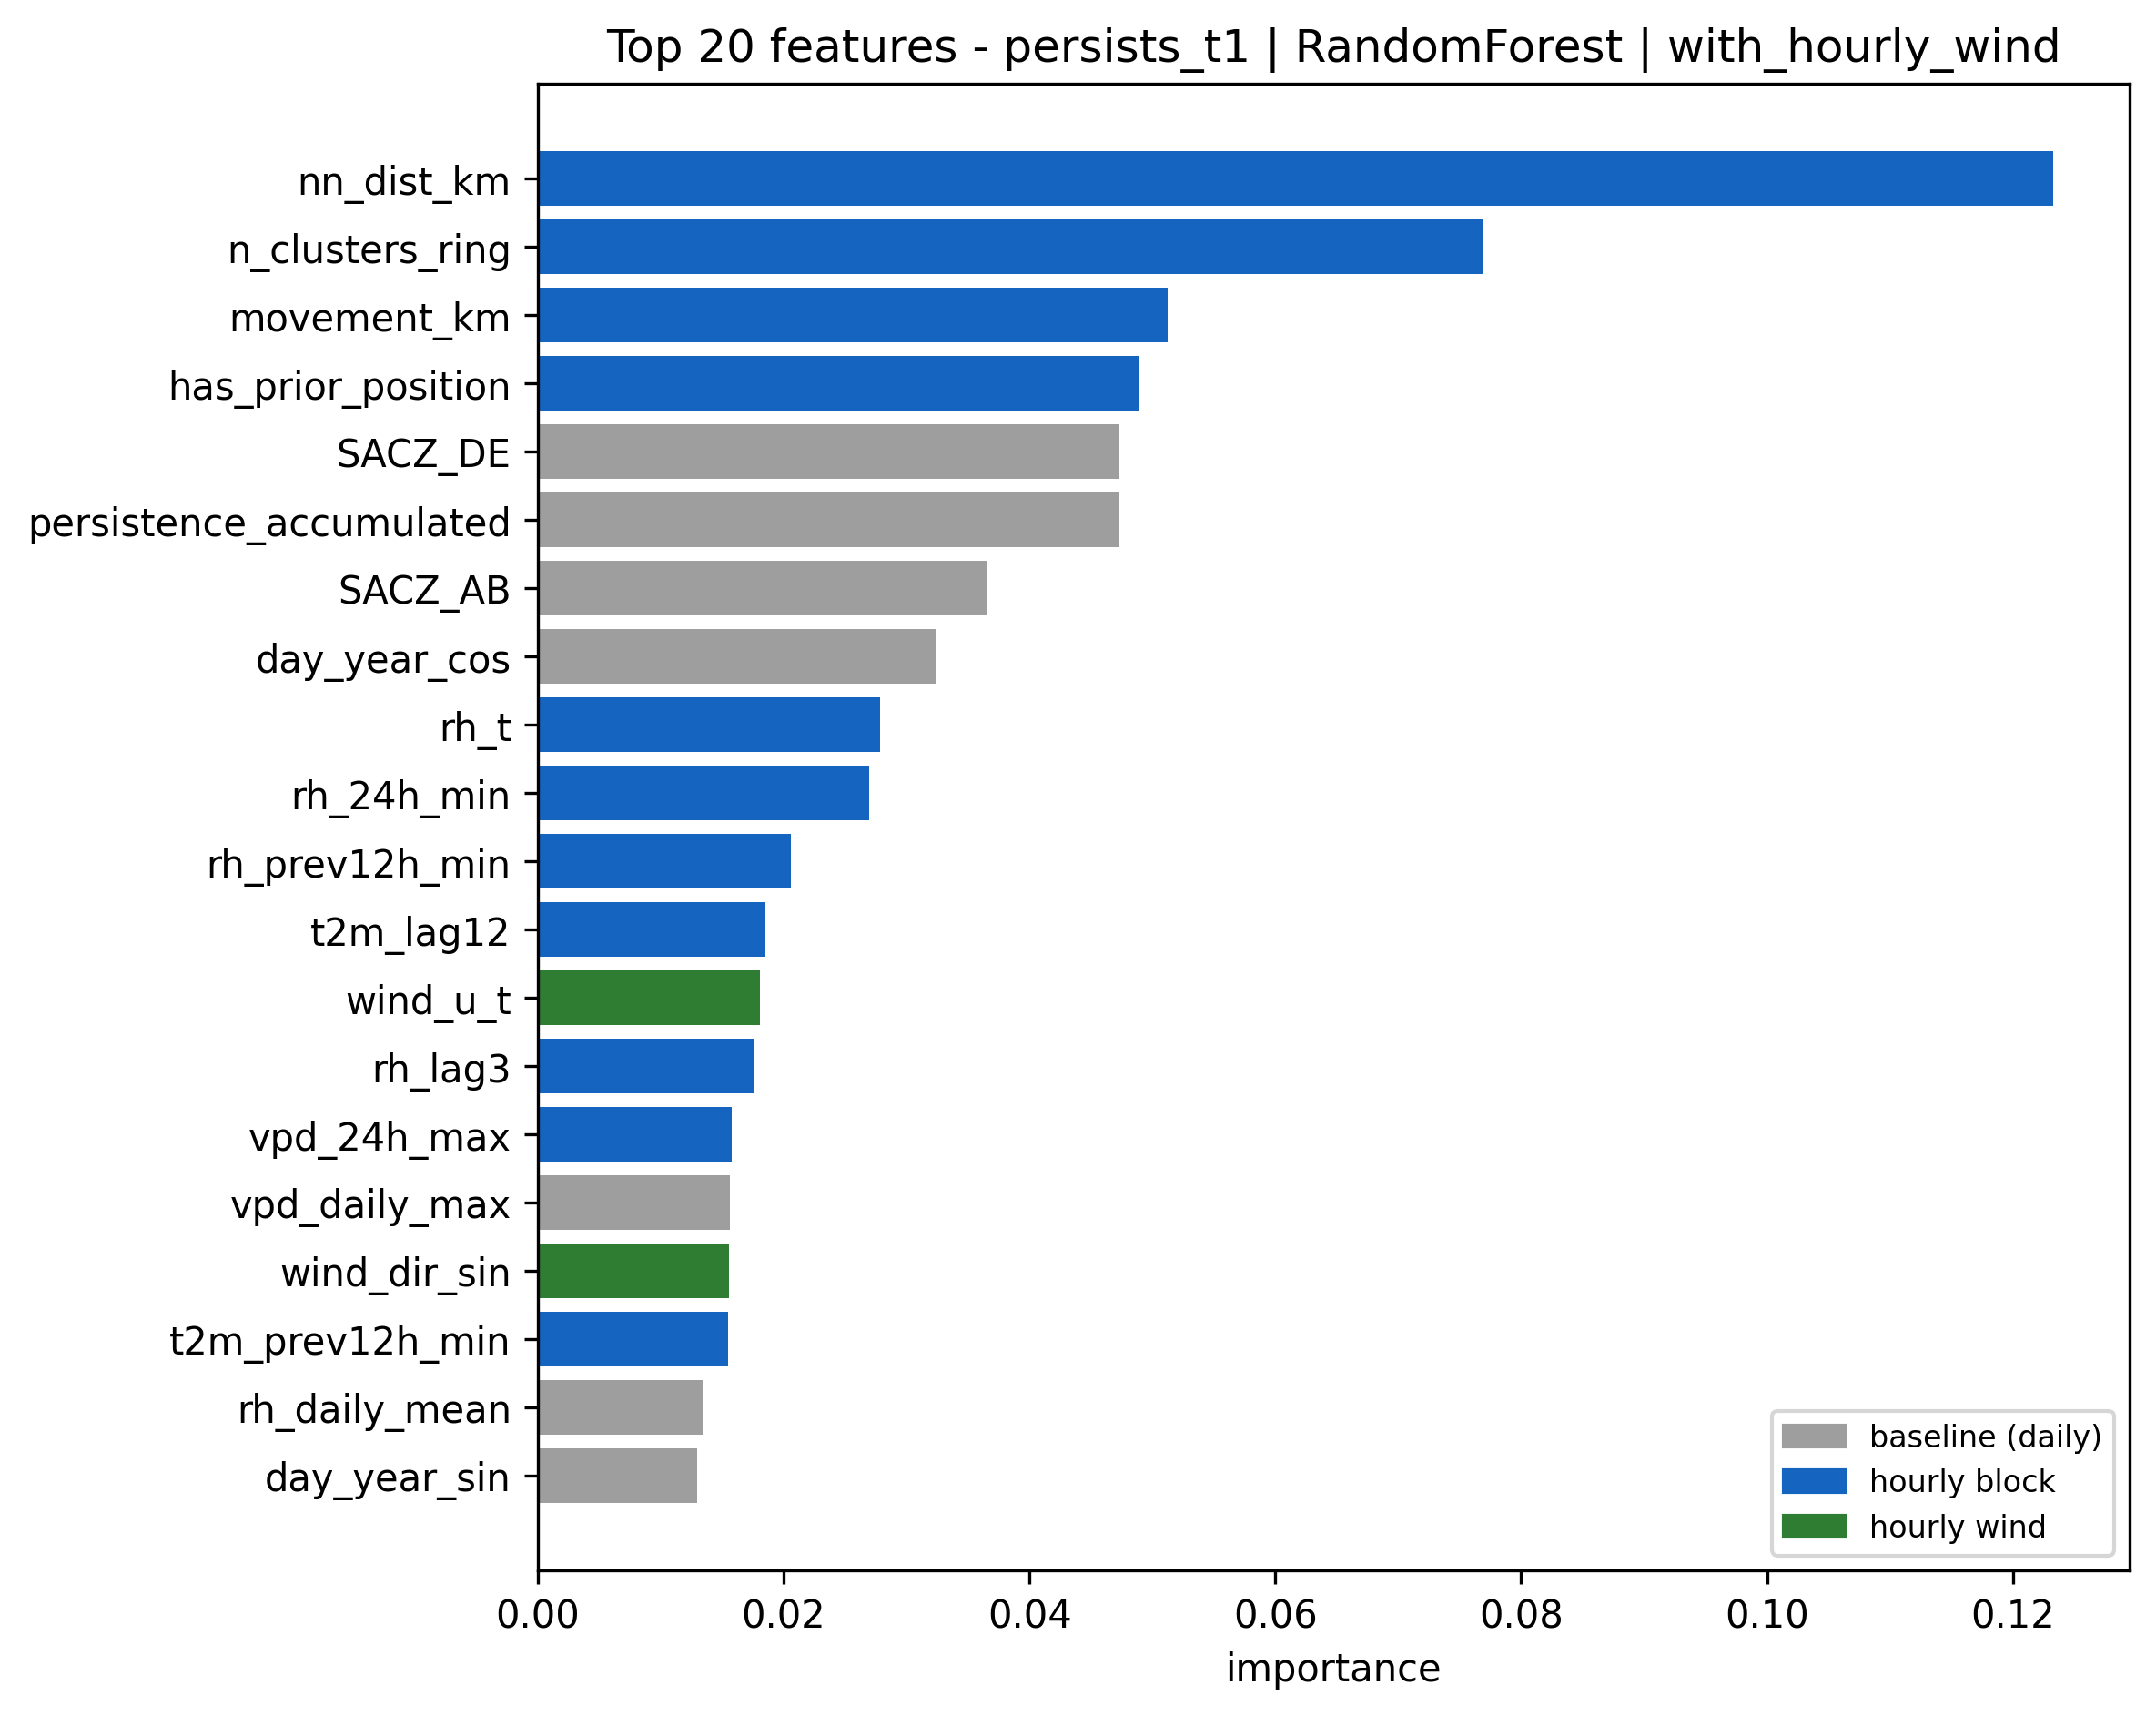 Top 20 features - persists_t1 | RandomForest | with_hourly_wind
nn_dist_km
n_clusters_ring
movement_km
has_prior_position
SACZ_DE
persistence_accumulated
SACZ_AB
day_year_cos
rh_t
rh_24h_min
rh_prev12h_min
t2m_lag12
wind_u_t
rh_lag3
vpd_24h_max
vpd_daily_max
wind_dir_sin
t2m_prev12h_min
rh_daily_mean
day_year_sin
baseline (daily)
hourly block
hourly wind
0.00 0.02 0.04 0.06 0.08 0.10 0.12
importance